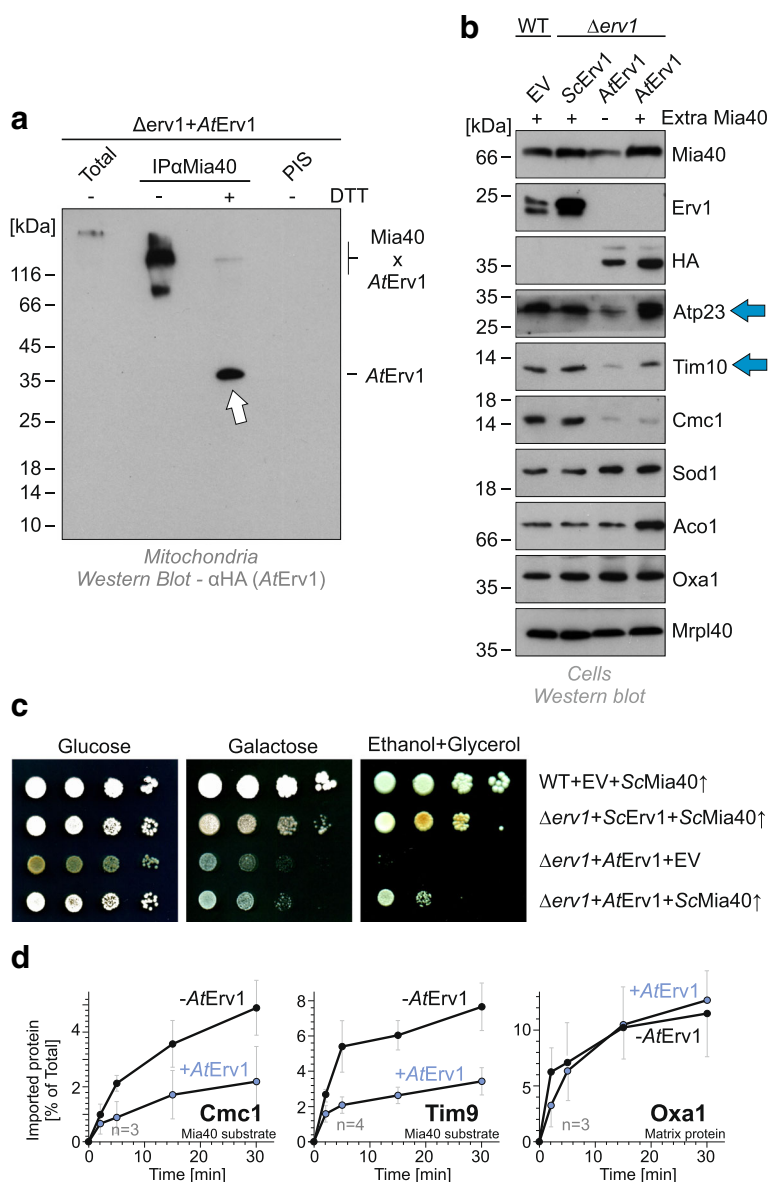 a
Δerv1+AtErv1
Total
IPαMia40
PIS
- - + - DTT
[kDa]
116
66
45
35
25
18
14
10
Mia40
x
AtErv1
AtErv1
Mitochondria
Western Blot - αHA (AtErv1)
b
WT Δerv1
EV ScErv1 AtErv1 AtErv1
[kDa] + + - + Extra Mia40
66 Mia40
25 Erv1
35 HA
35
25 Atp23
14 Tim10
18
14 Cmc1
18 Sod1
66 Aco1
35 Oxa1
35 Mrpl40
Cells
Western blot
c
Glucose Galactose Ethanol+Glycerol
WT+EV+ScMia40↑
Δerv1+ScErv1+ScMia40↑
Δerv1+AtErv1+EV
Δerv1+AtErv1+ScMia40↑
d
Imported protein
[% of Total]
4
2
0
-AtErv1
+AtErv1
n=3
Cmc1
Mia40 substrate
0 10 20 30
Time [min]
8
6
4
2
0
-AtErv1
+AtErv1
n=4
Tim9
Mia40 substrate
0 10 20 30
Time [min]
10
5
0
+AtErv1
-AtErv1
n=3
Oxa1
Matrix protein
0 10 20 30
Time [min]